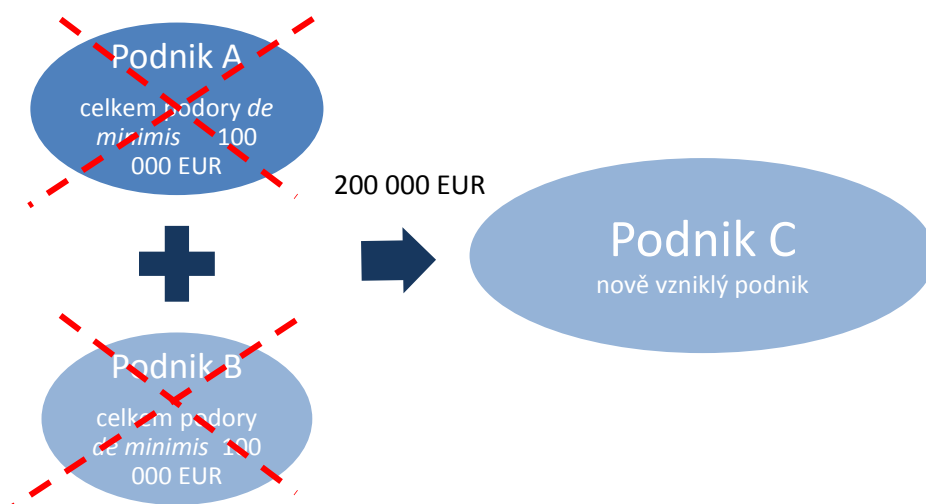 Podnik A
celkem podory de
minimis 100
000 EUR
200 000 EUR
Podnik C
nově vzniklý podnik
Podnik B
celkem podory
de minimis 100
000 EUR